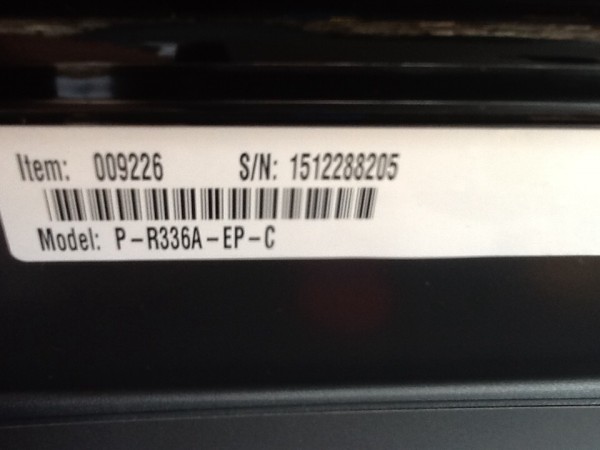 Item: 009226 S/N: 1512288205
Model: P-R336A-EP-C